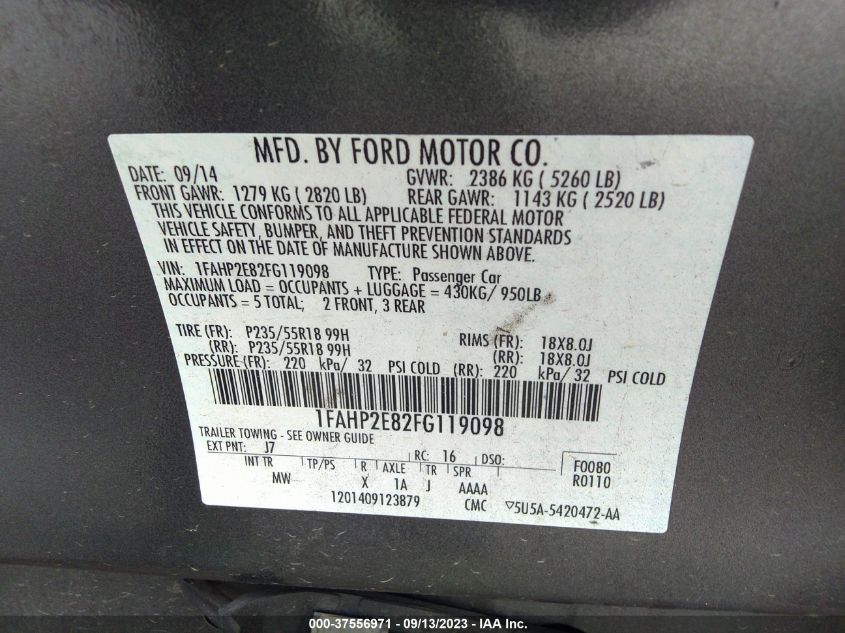 MFD. BY FORD MOTOR CO.
DATE: 09/14 GVWR: 2386 KG ( 5260 LB)
FRONT GAWR: 1279 KG ( 2820 LB) REAR GAWR: 1143 KG ( 2520 LB)
THIS VEHICLE CONFORMS TO ALL APPLICABLE FEDERAL MOTOR
VEHICLE SAFETY, BUMPER, AND THEFT PREVENTION STANDARDS
IN EFFECT ON THE DATE OF MANUFACTURE SHOWN ABOVE.
VIN: 1FAHP2E82FG119098 TYPE: Passenger Car
MAXIMUM LOAD = OCCUPANTS + LUGGAGE = 430KG/ 950LB
OCCUPANTS = 5 TOTAL; 2 FRONT, 3 REAR
TIRE (FR): P235/55R18 99H RIMS (FR): 18X8.0J
(RR): P235/55R18 99H (RR): 18X8.0J
PRESSURE (FR): 220 kPa/ 32 PSI COLD (RR): 220 kPa/ 32 PSI COLD
1FAHP2E82FG119098
TRAILER TOWING - SEE OWNER GUIDE
EXT PNT: J7 RC: 16 DSO: F0080
INT TR TP/PS R AXLE TR SPR R0110
MW X 1A J AAAA
1201409123879 CMC ▽5U5A-5420472-AA
000-37556971 - 09/13/2023 - IAA Inc.